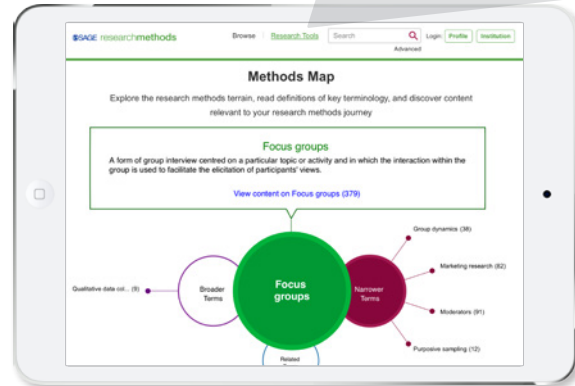 SAGE researchmethods
Browse Research Tools Search Login: Profile Institution
Advanced
Methods Map
Explore the research methods terrain, read definitions of key terminology, and discover content
relevant to your research methods journey
Focus groups
A form of group interview centred on a particular topic or activity and in which the interaction within the
group is used to facilitate the elicitation of participants' views.
View content on Focus groups (379)
Group dynamics (38)
Marketing research (62)
Qualitative data col... (9)
Broader
Terms
Focus
groups
Narrower
Terms
Moderators (91)
Purposive sampling (12)
Related